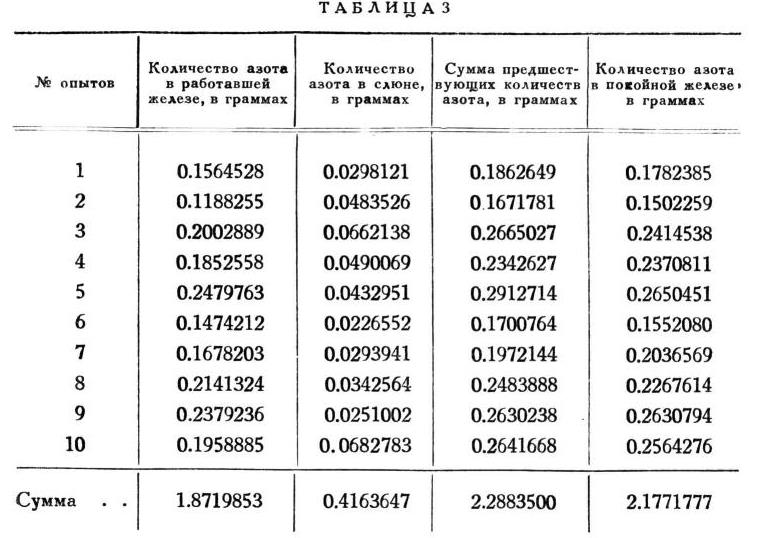 ТАБЛИЦА 3
№ опытов | Количество азота в работавшей железе, в граммах | Количество азота в слюне, в граммах | Сумма предшествующих количеств азота, в граммах | Количество азота в покойной железе, в граммах
1 0.1564528 0.0298121 0.1862649 0.1782385
2 0.1188255 0.0483526 0.1671781 0.1502259
3 0.2002889 0.0662138 0.2665027 0.2414538
4 0.1852558 0.0490069 0.2342627 0.2370811
5 0.2479763 0.0432951 0.2912714 0.2650451
6 0.1474212 0.0226552 0.1700764 0.1552080
7 0.1678203 0.0293941 0.1972144 0.2036569
8 0.2141324 0.0342564 0.2483888 0.2267614
9 0.2379236 0.0251002 0.2630238 0.2630794
10 0.1958885 0.0682783 0.2641668 0.2564276
Сумма . . 1.8719853 0.4163647 2.2883500 2.1771777